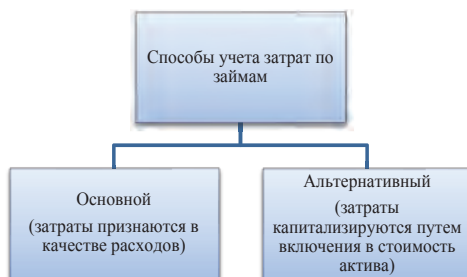 Способы учета затрат по
займам
Основной
(затраты признаются в
качестве расходов)
Альтернативный
(затраты
капитализируются путем
включения в стоимость
актива)